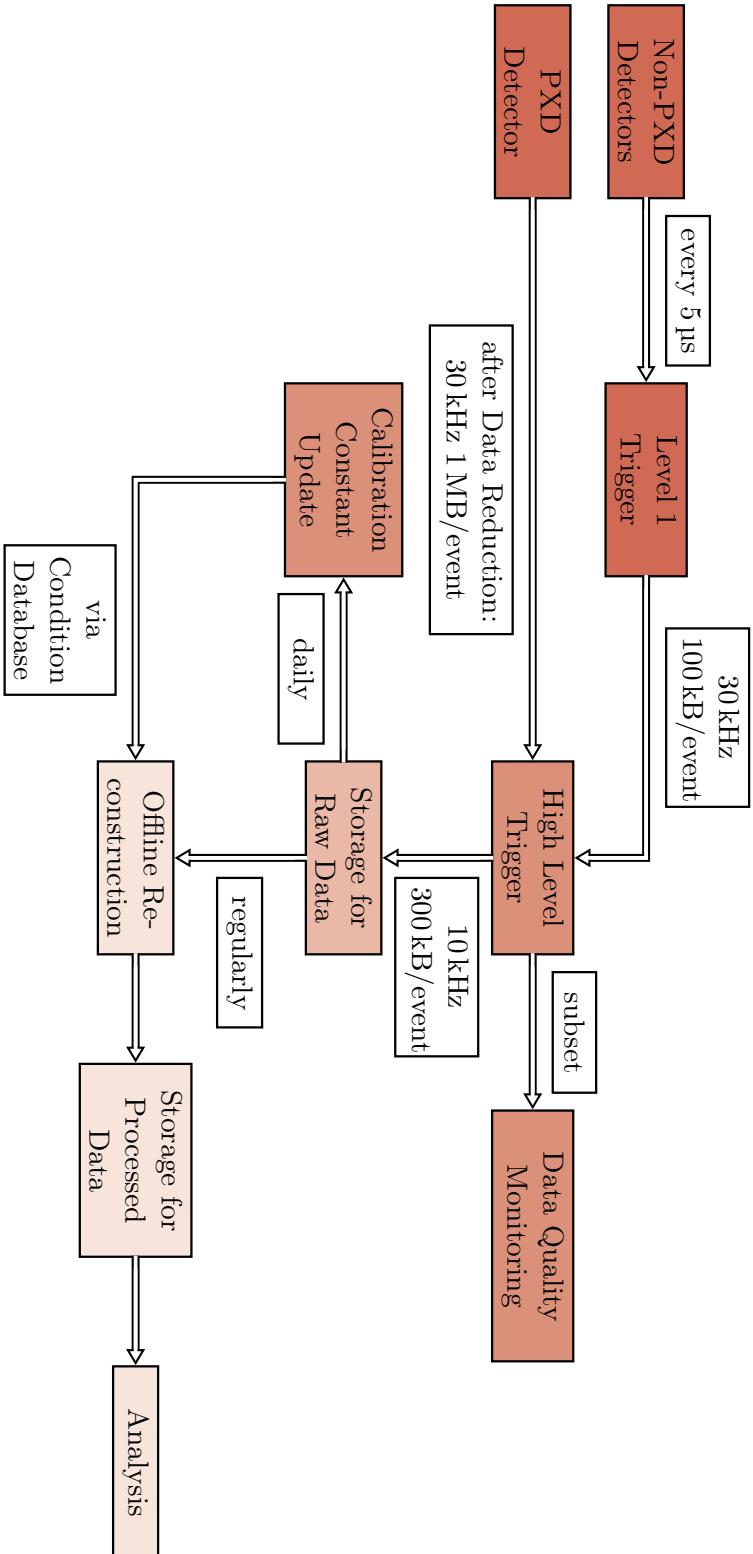 Non-PXD
Detectors
every 5 µs
Level 1
Trigger
30 kHz
100 kB/event
PXD
Detector
after Data Reduction:
30 kHz 1 MB/event
High Level
Trigger
subset
Data Quality
Monitoring
10 kHz
300 kB/event
Calibration
Constant
Update
daily
Storage for
Raw Data
regularly
via
Condition
Database
Offline Re-
construction
Storage for
Processed
Data
Analysis